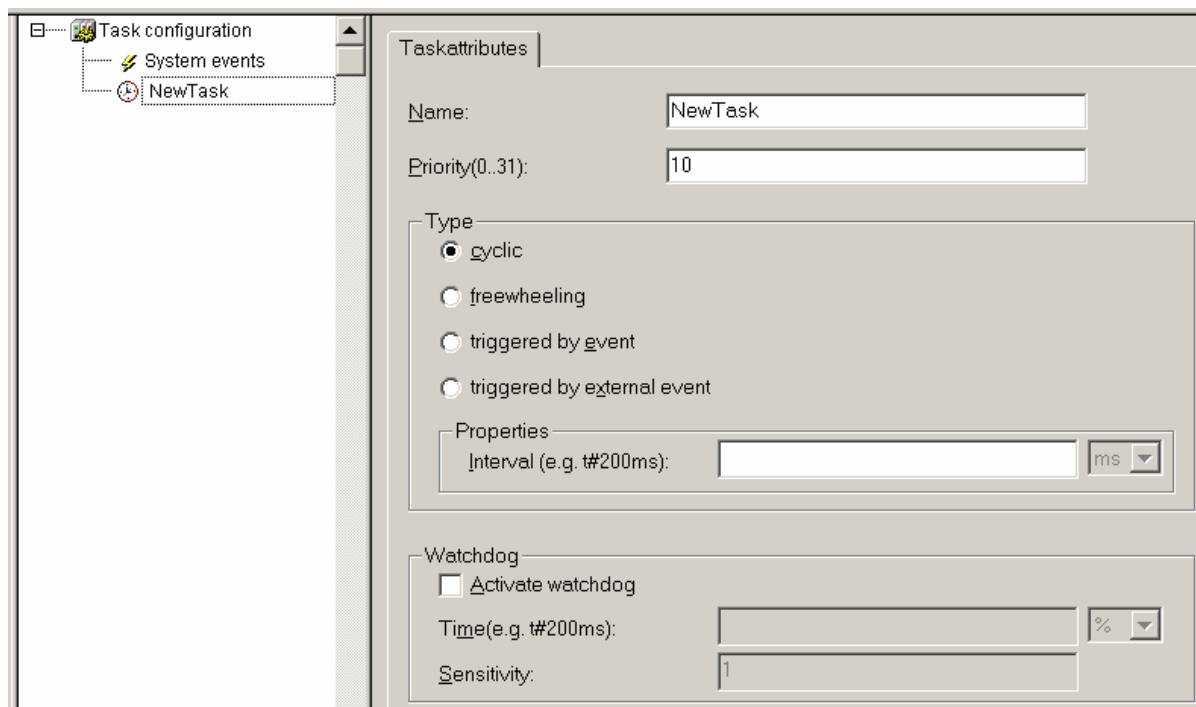 Task configuration
System events
NewTask
Taskattributes
Name: NewTask
Priority(0..31): 10
Type
cyclic
freewheeling
triggered by event
triggered by external event
Properties
Interval (e.g. t#200ms): ms
Watchdog
Activate watchdog
Time(e.g. t#200ms): %
Sensitivity: 1